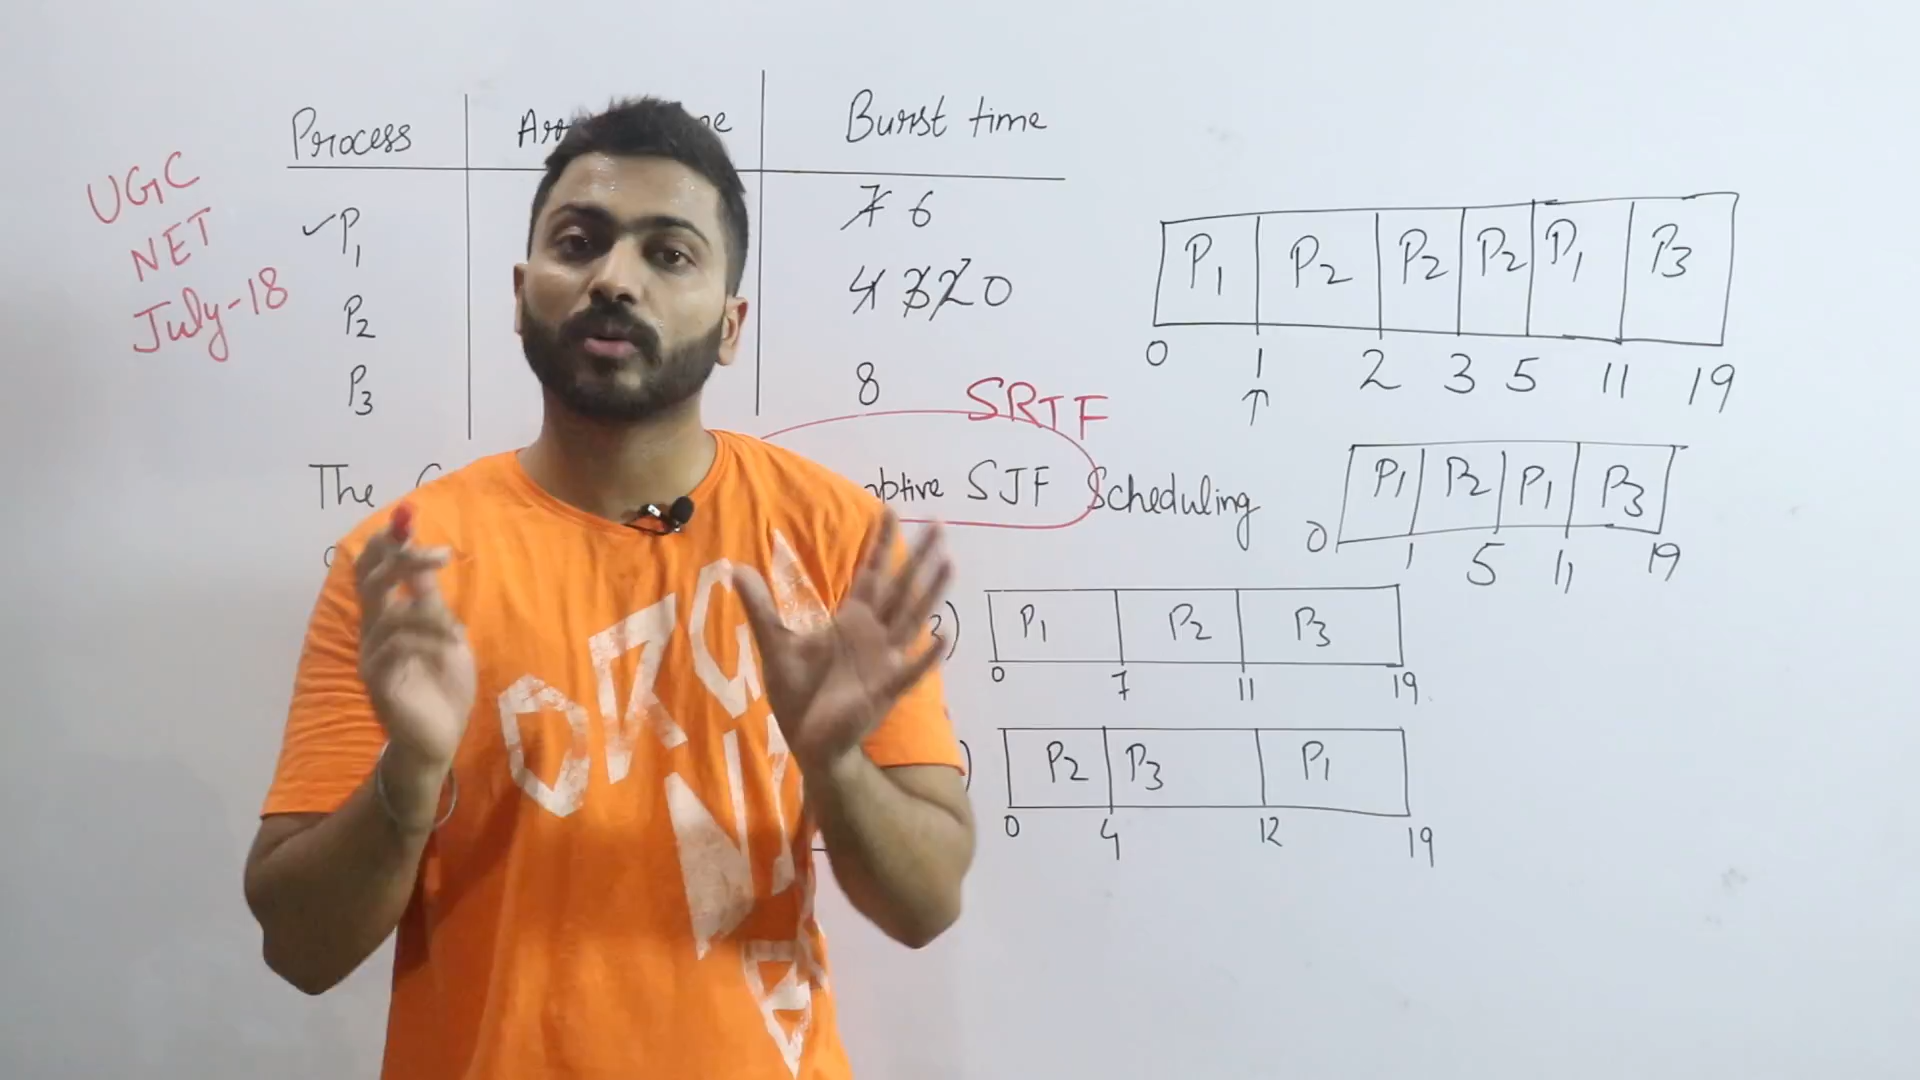 Process Burst time
UGC
NET
July-18
P1 7 6
P2 4 3 2 0
P3 8
P1 P2 P2 P2 P1 P3
0 1 2 3 5 11 19
↑
SRTF
The SJF Scheduling
P1 P2 P1 P3
0 1 5 11 19
3) P1 P2 P3
0 7 11 19
) P2 P3 P1
0 4 12 19